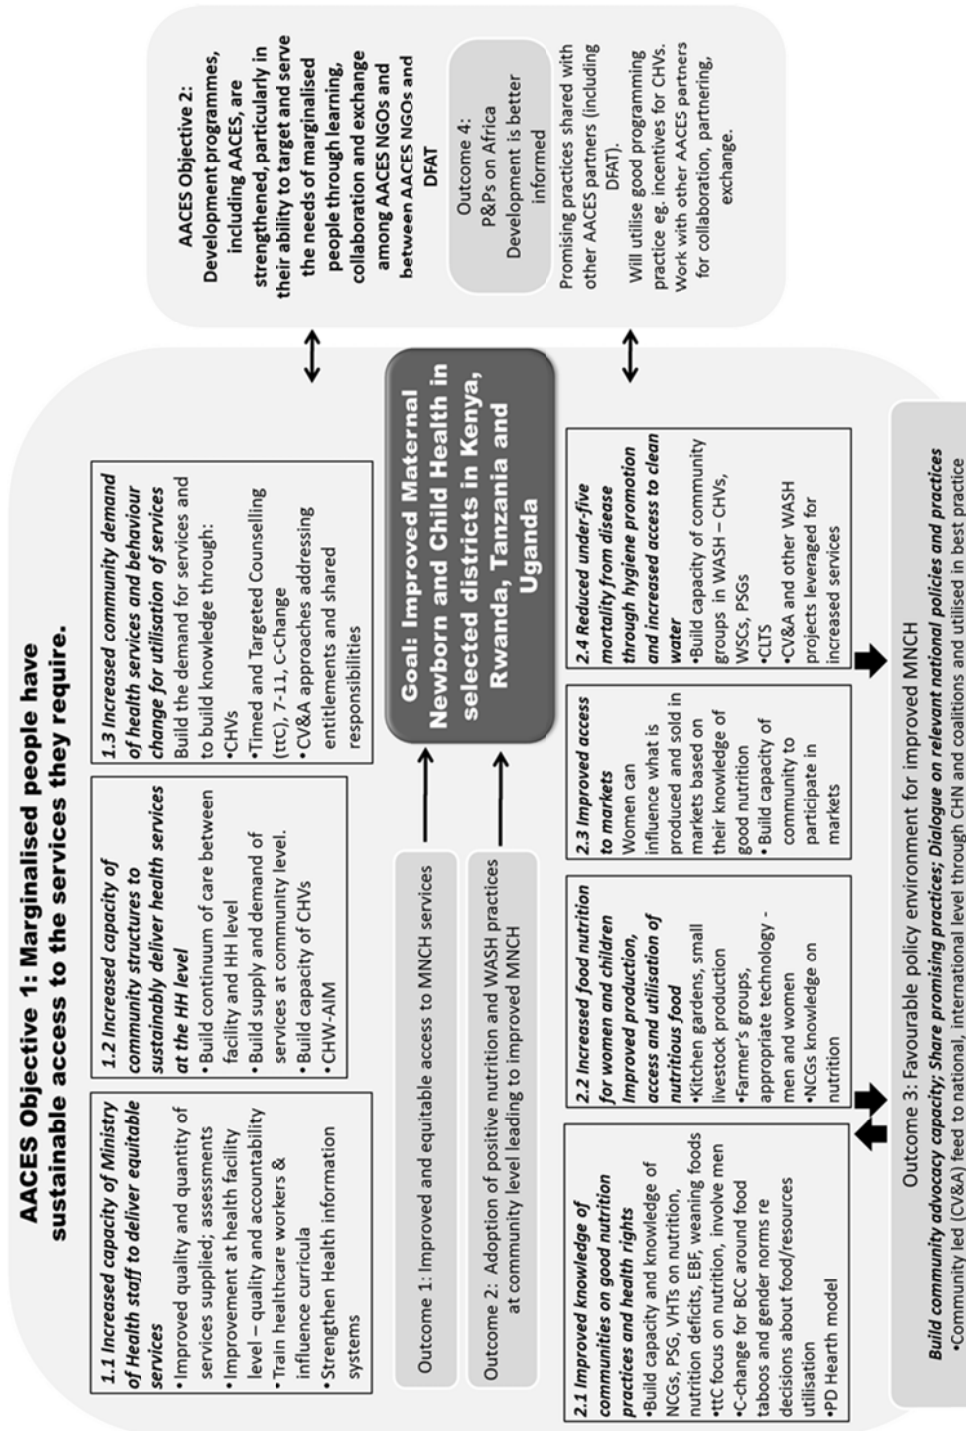 AACES Objective 1: Marginalised people have
sustainable access to the services they require.
1.1 Increased capacity of Ministry
of Health staff to deliver equitable
services
•Improved quality and quantity of
services supplied; assessments
•Improvement at health facility
level – quality and accountability
•Train healthcare workers &
influence curricula
•Strengthen Health information
systems
1.2 Increased capacity of
community structures to
sustainably deliver health services
at the HH level
•Build continuum of care between
facility and HH level
•Build supply and demand of
services at community level.
•Build capacity of CHVs
•CHW-AIM
1.3 Increased community demand
of health services and behaviour
change for utilisation of services
Build the demand for services and
to build knowledge through:
•CHVs
•Timed and Targeted Counselling
(ttC), 7-11, C-Change
•CV&A approaches addressing
entitlements and shared
responsibilities
Outcome 1: Improved and equitable access to MNCH services
Outcome 2: Adoption of positive nutrition and WASH practices
at community level leading to improved MNCH
Goal: Improved Maternal
Newborn and Child Health in
selected districts in Kenya,
Rwanda, Tanzania and
Uganda
2.1 Improved knowledge of
communities on good nutrition
practices and health rights
•Build capacity and knowledge of
NCGs, PSG, VHTs on nutrition,
nutrition deficits, EBF, weaning foods
•ttC focus on nutrition, involve men
•C-change for BCC around food
taboos and gender norms re
decisions about food/resources
utilisation
•PD Hearth model
2.2 Increased food nutrition
for women and children
Improved production,
access and utilisation of
nutritious food
•Kitchen gardens, small
livestock production
•Farmer's groups,
appropriate technology -
men and women
•NCGs knowledge on
nutrition
2.3 Improved access
to markets
Women can
influence what is
produced and sold in
markets based on
their knowledge of
good nutrition
• Build capacity of
community to
participate in
markets
2.4 Reduced under-five
mortality from disease
through hygiene promotion
and increased access to clean
water
•Build capacity of community
groups in WASH – CHVs,
WSCs, PSGs
•CLTS
•CV&A and other WASH
projects leveraged for
increased services
Outcome 3: Favourable policy environment for improved MNCH
Build community advocacy capacity; Share promising practices; Dialogue on relevant national policies and practices
•Community led (CV&A) feed to national, international level through CHN and coalitions and utilised in best practice
AACES Objective 2:
Development programmes,
including AACES, are
strengthened, particularly in
their ability to target and serve
the needs of marginalised
people through learning,
collaboration and exchange
among AACES NGOs and
between AACES NGOs and
DFAT
Outcome 4:
P&Ps on Africa
Development is better
informed
Promising practices shared with
other AACES partners (including
DFAT).
Will utilise good programming
practice eg. incentives for CHVs.
Work with other AACES partners
for collaboration, partnering,
exchange.